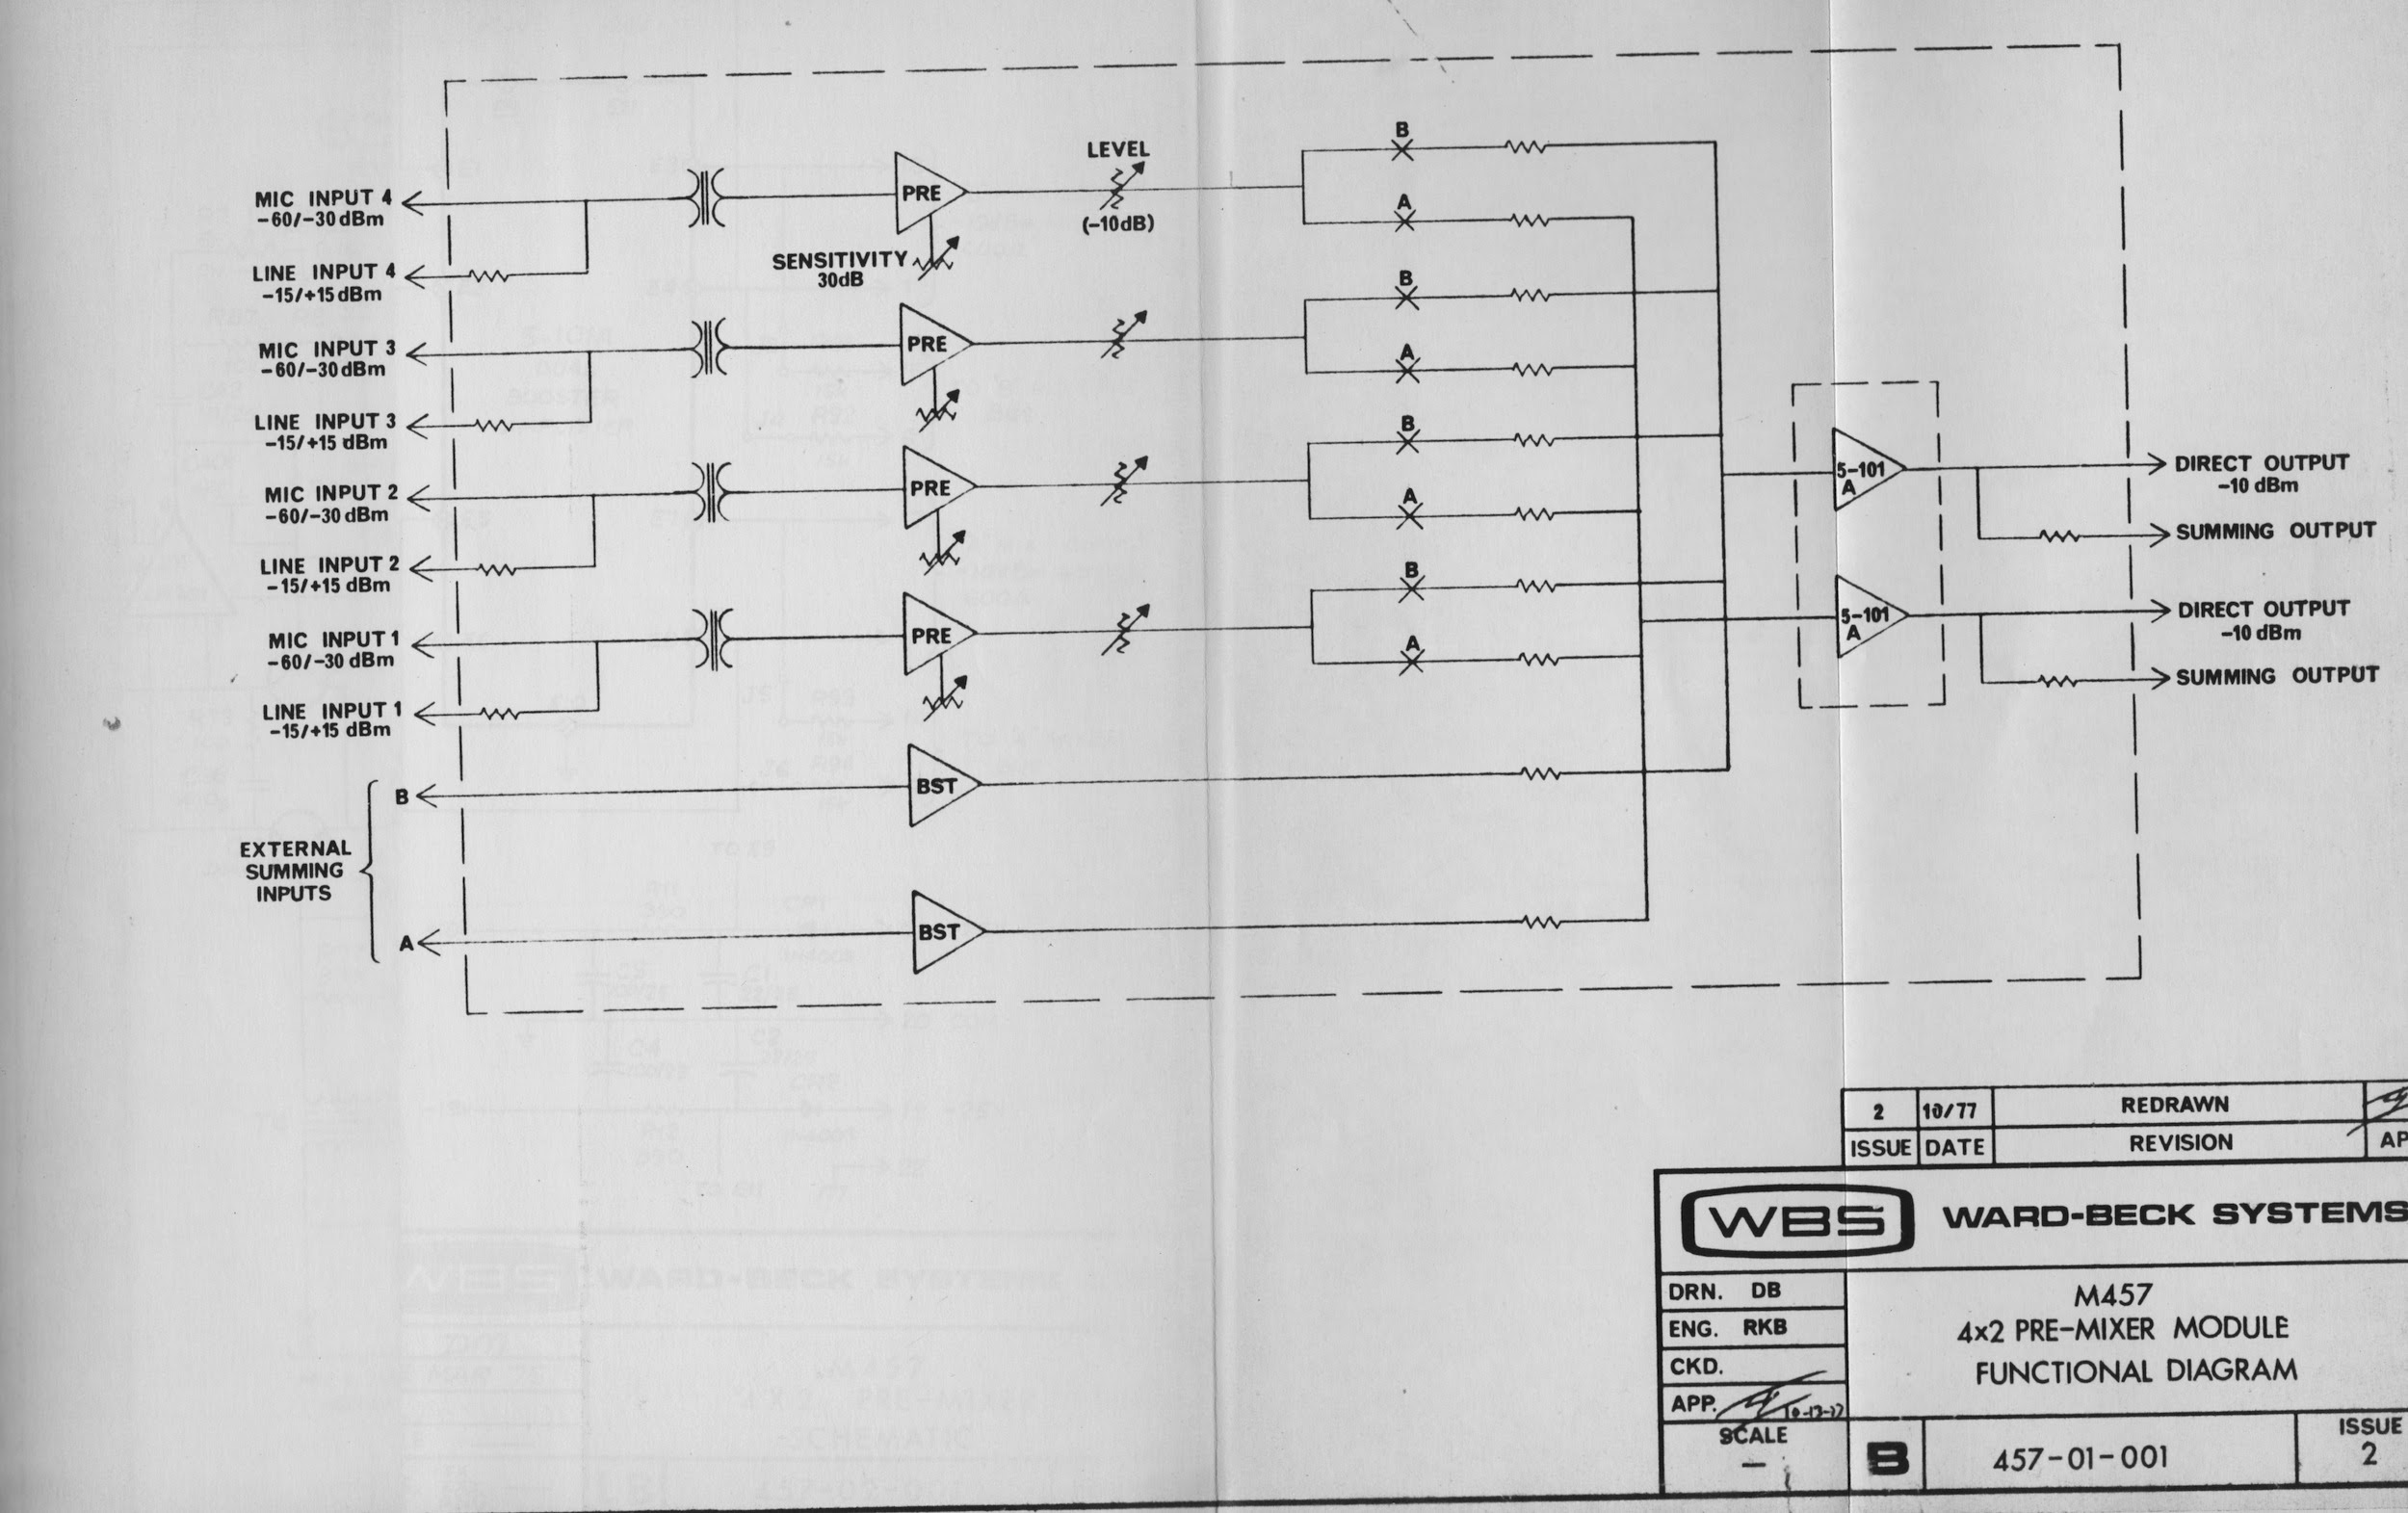 MIC INPUT 4
-60/-30 dBm
LINE INPUT 4
-15/+15 dBm
MIC INPUT 3
-60/-30 dBm
LINE INPUT 3
-15/+15 dBm
MIC INPUT 2
-60/-30 dBm
LINE INPUT 2
-15/+15 dBm
MIC INPUT 1
-60/-30 dBm
LINE INPUT 1
-15/+15 dBm
B
EXTERNAL
SUMMING
INPUTS
A
PRE
SENSITIVITY
30dB
LEVEL
(-10dB)
PRE
PRE
PRE
BST
BST
B
A
B
A
B
A
B
A
5-101
A
5-101
A
DIRECT OUTPUT
-10 dBm
SUMMING OUTPUT
DIRECT OUTPUT
-10 dBm
SUMMING OUTPUT
2 10/77 REDRAWN
ISSUE DATE REVISION AP
WBS WARD-BECK SYSTEMS
DRN. DB
ENG. RKB
CKD.
APP. 10-13-77
SCALE
-
M457
4x2 PRE-MIXER MODULE
FUNCTIONAL DIAGRAM
B 457-01-001
ISSUE
2